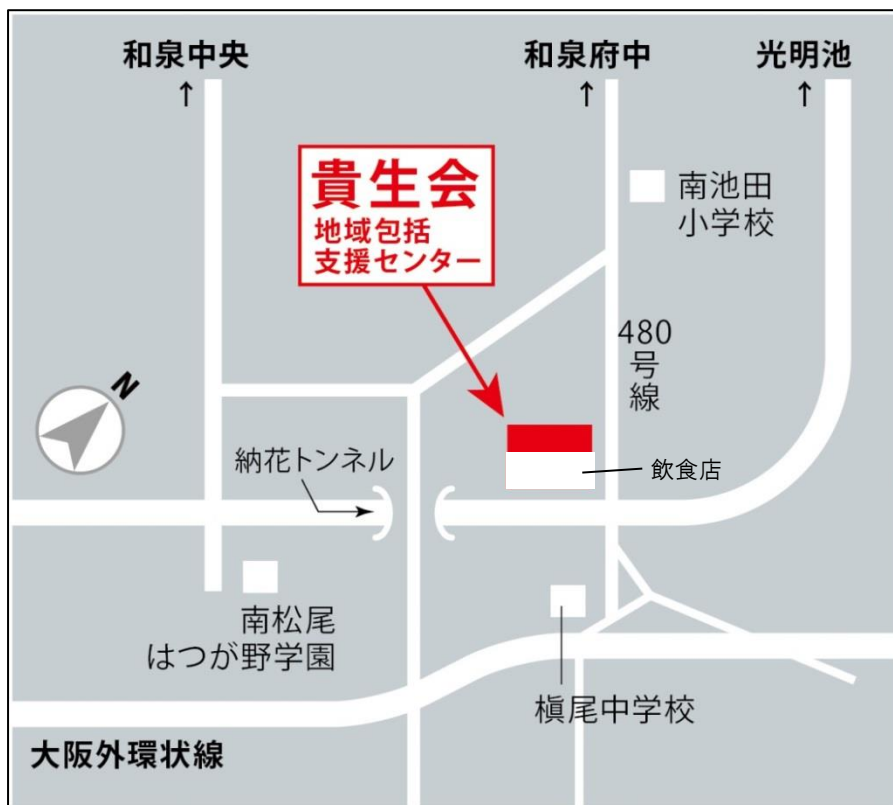 和泉中央
↑
和泉府中
↑
光明池
↑
貴生会
地域包括
支援センター
南池田
小学校
480
号
線
N
納花トンネル
飲食店
南松尾
はつが野学園
槇尾中学校
大阪外環状線